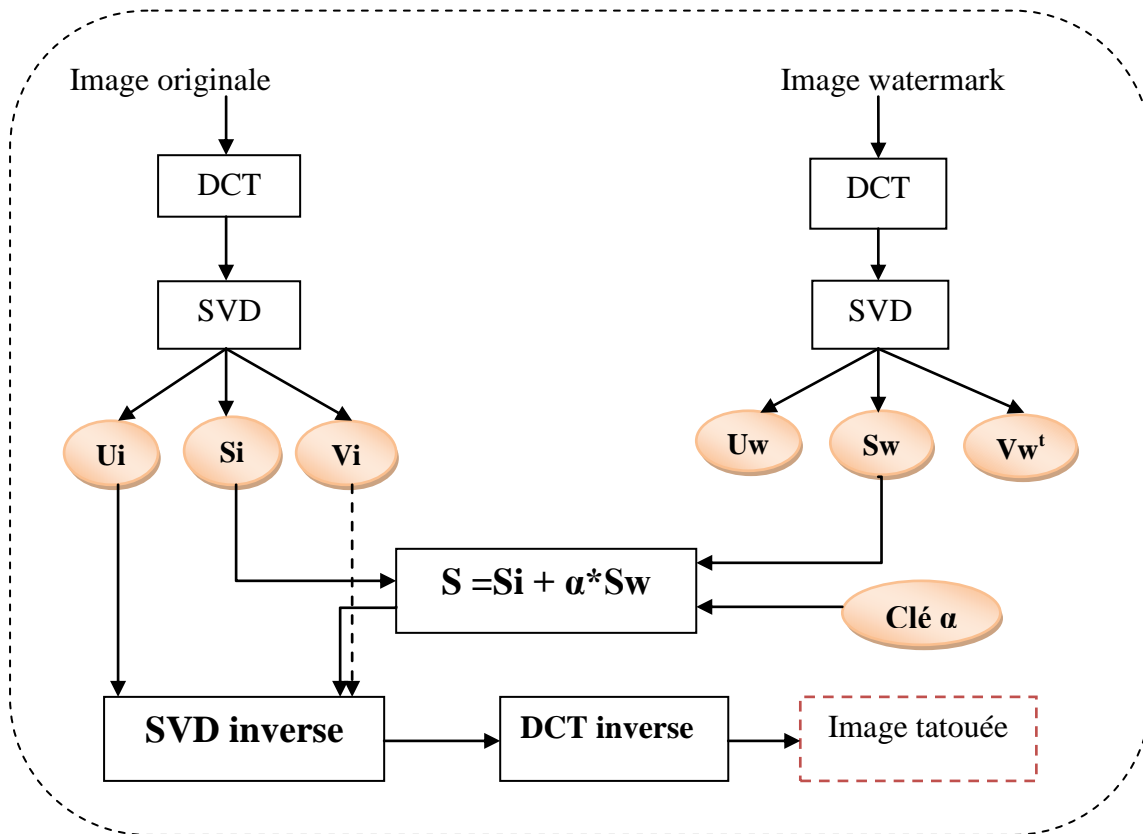 Image originale
Image watermark
DCT
DCT
SVD
SVD
Ui
Si
Vi
Uw
Sw
Vwᵗ
S =Si + α*Sw
Clé α
SVD inverse
DCT inverse
Image tatouée